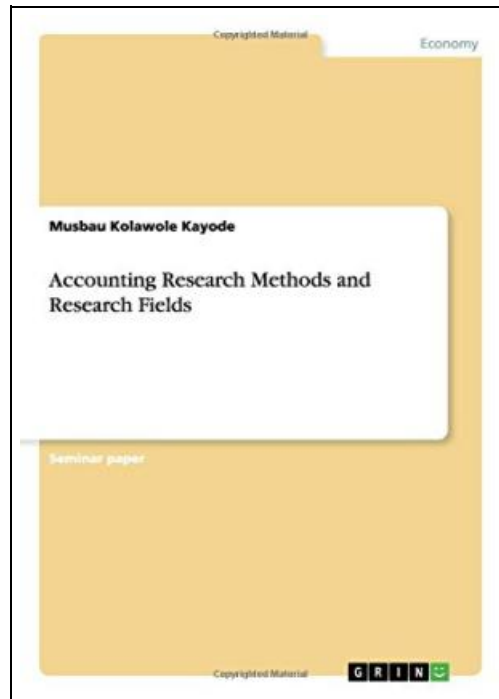 Copyrighted Material
Economy
Musbau Kolawole Kayode
Accounting Research Methods and
Research Fields
Seminar paper
Copyrighted Material
GRIN